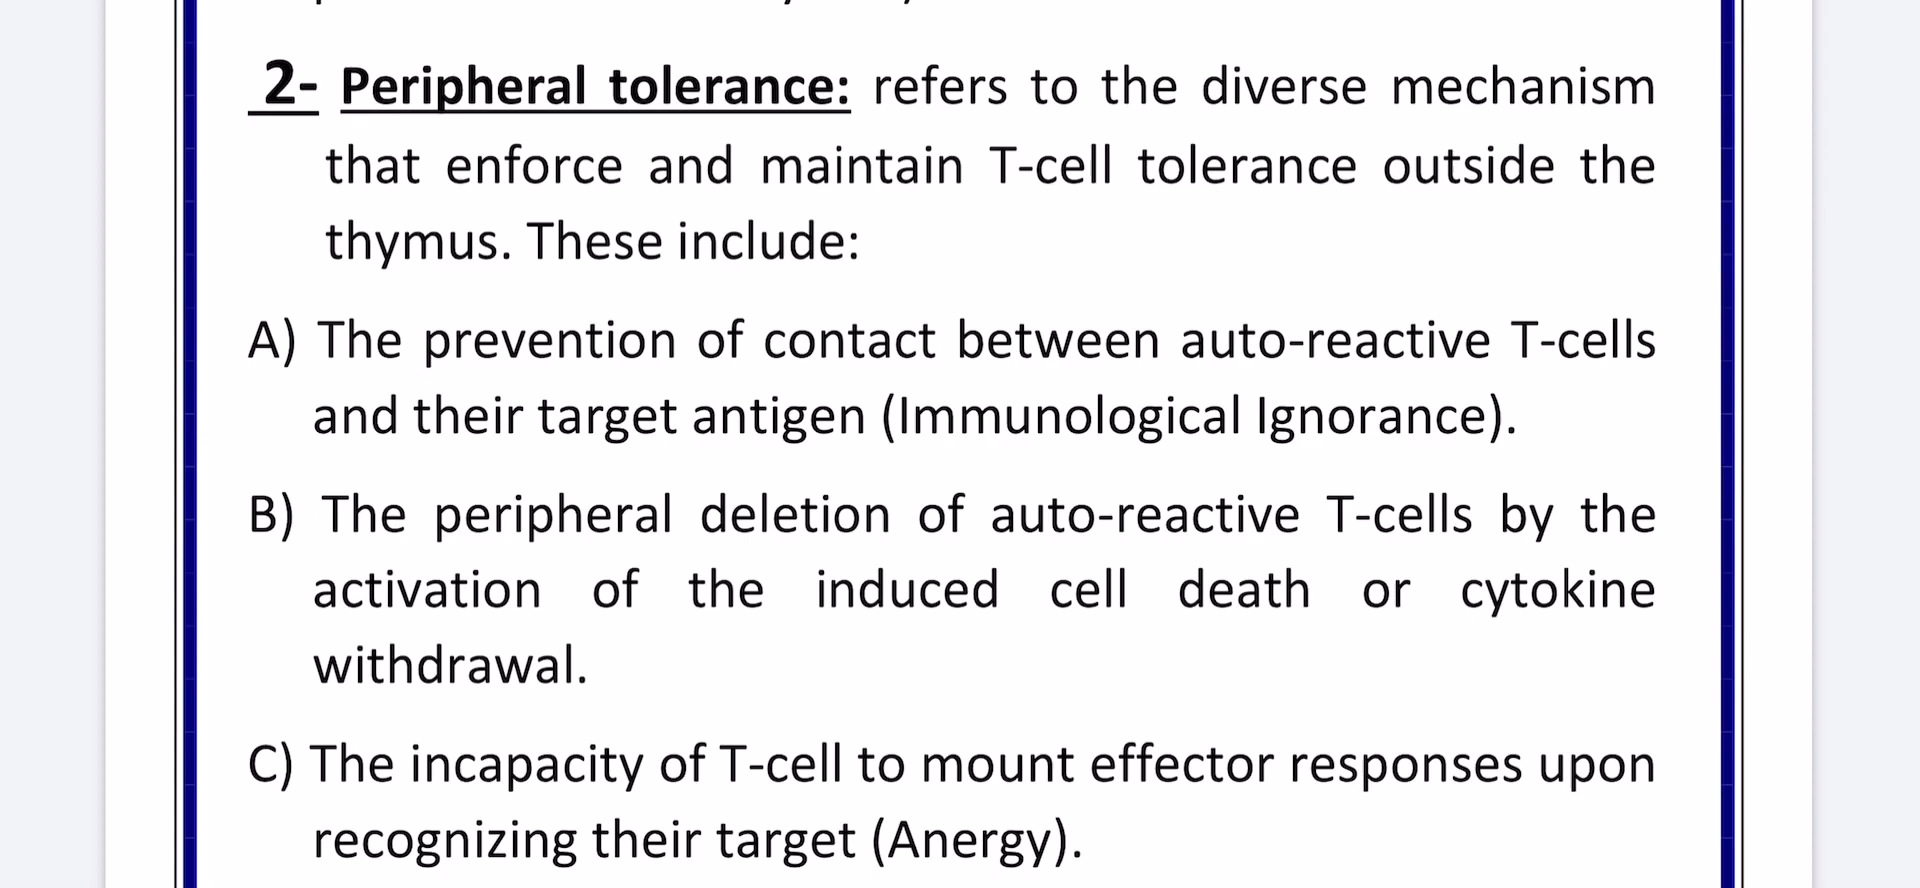 2- Peripheral tolerance: refers to the diverse mechanism
that enforce and maintain T-cell tolerance outside the
thymus. These include:
A) The prevention of contact between auto-reactive T-cells
and their target antigen (Immunological Ignorance).
B) The peripheral deletion of auto-reactive T-cells by the
activation of the induced cell death or cytokine
withdrawal.
C) The incapacity of T-cell to mount effector responses upon
recognizing their target (Anergy).